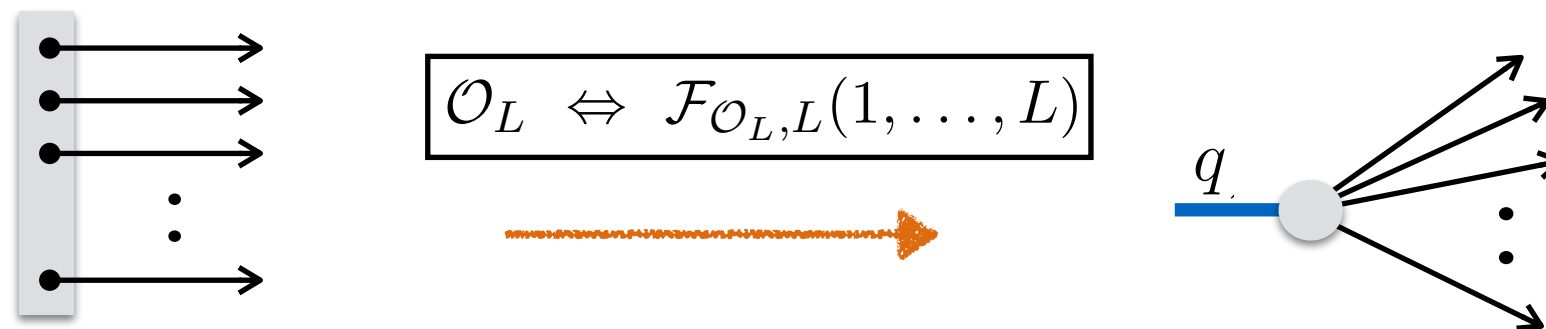 𝒪_L ⇔ ℱ_{𝒪_L,L}(1, . . . , L)
q